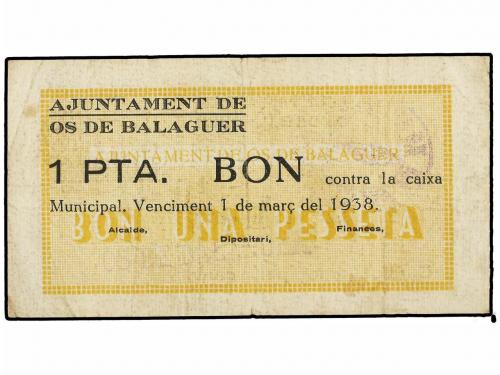 AJUNTAMENT DE
OS DE BALAGUER
AJUNTAMENT DE OS DE BALAGUER
1 PTA. BON contra la caixa
Municipal. Venciment 1 de març del 1938.
BON UNA PESSETA
Alcalde, Dipositari, Finances,